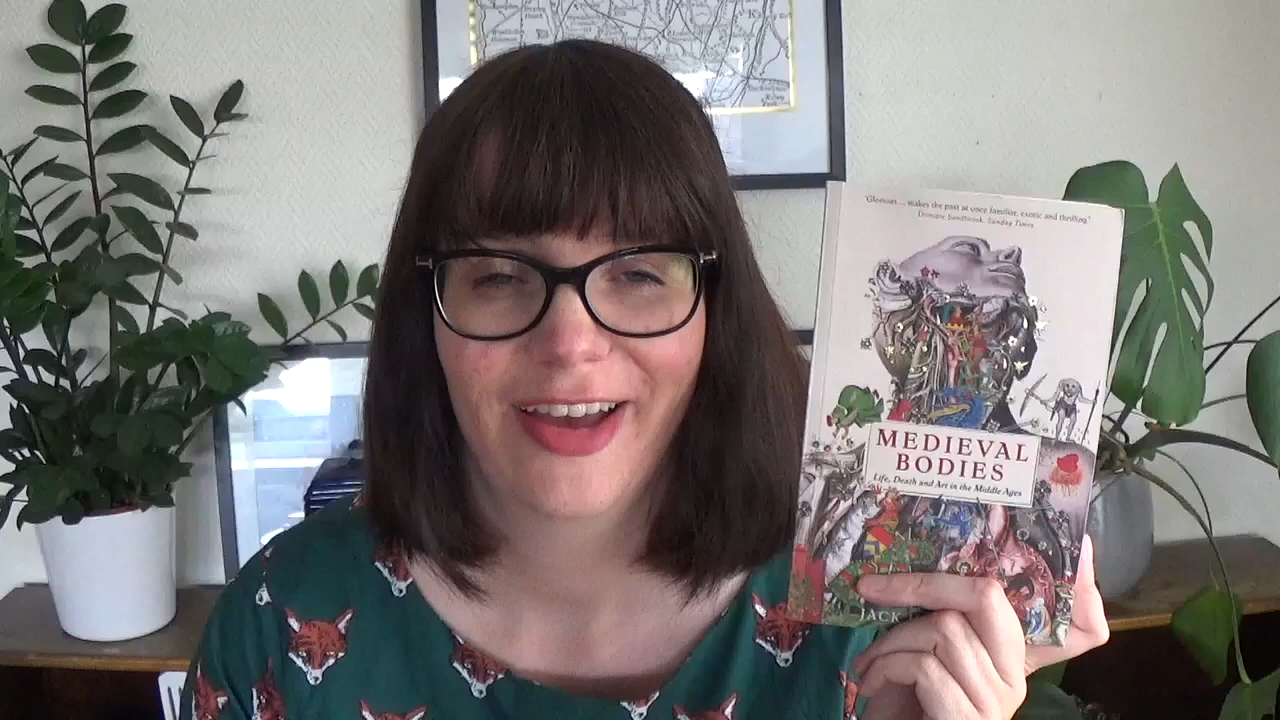 'Glorious ... makes the past at once familiar, exotic and thrilling.'
Dominic Sandbrook, Sunday Times
MEDIEVAL
BODIES
Life, Death and Art in the Middle Ages
JACK